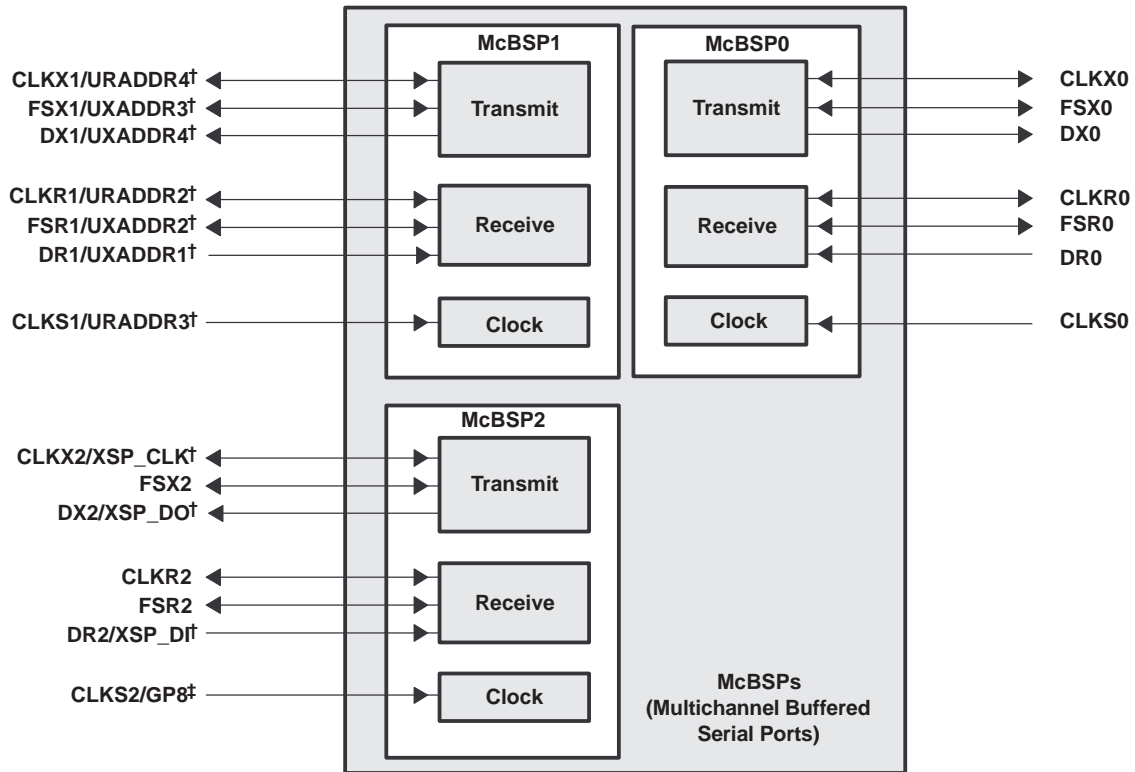 McBSP1
CLKX1/URADDR4†
FSX1/UXADDR3†
DX1/UXADDR4†
Transmit
CLKR1/URADDR2†
FSR1/UXADDR2†
DR1/UXADDR1†
Receive
CLKS1/URADDR3†
Clock
McBSP0
Transmit
CLKX0
FSX0
DX0
Receive
CLKR0
FSR0
DR0
Clock
CLKS0
McBSP2
CLKX2/XSP_CLK†
FSX2
DX2/XSP_DO†
Transmit
CLKR2
FSR2
DR2/XSP_DI†
Receive
CLKS2/GP8‡
Clock
McBSPs
(Multichannel Buffered
Serial Ports)